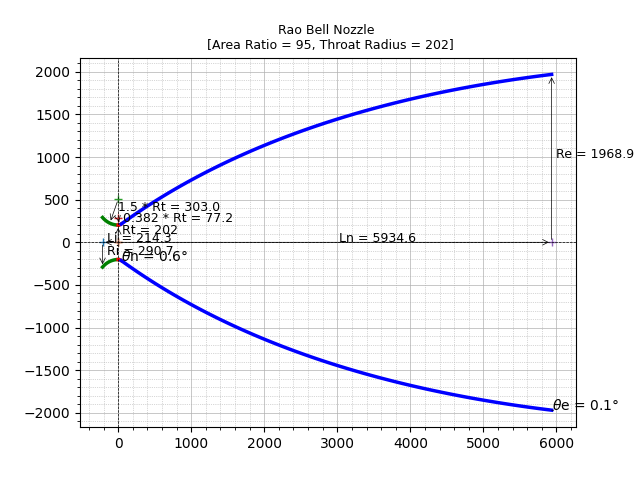 Rao Bell Nozzle
[Area Ratio = 95, Throat Radius = 202]
2000
1500
1000
500
0
−500
−1000
−1500
−2000
Re = 1968.9
1.5 * Rt = 303.0
0.382 * Rt = 77.2
Rt = 202
Li = 214.3
Ln = 5934.6
Ri = 290.7
θn = 0.6°
θe = 0.1°
0
1000
2000
3000
4000
5000
6000